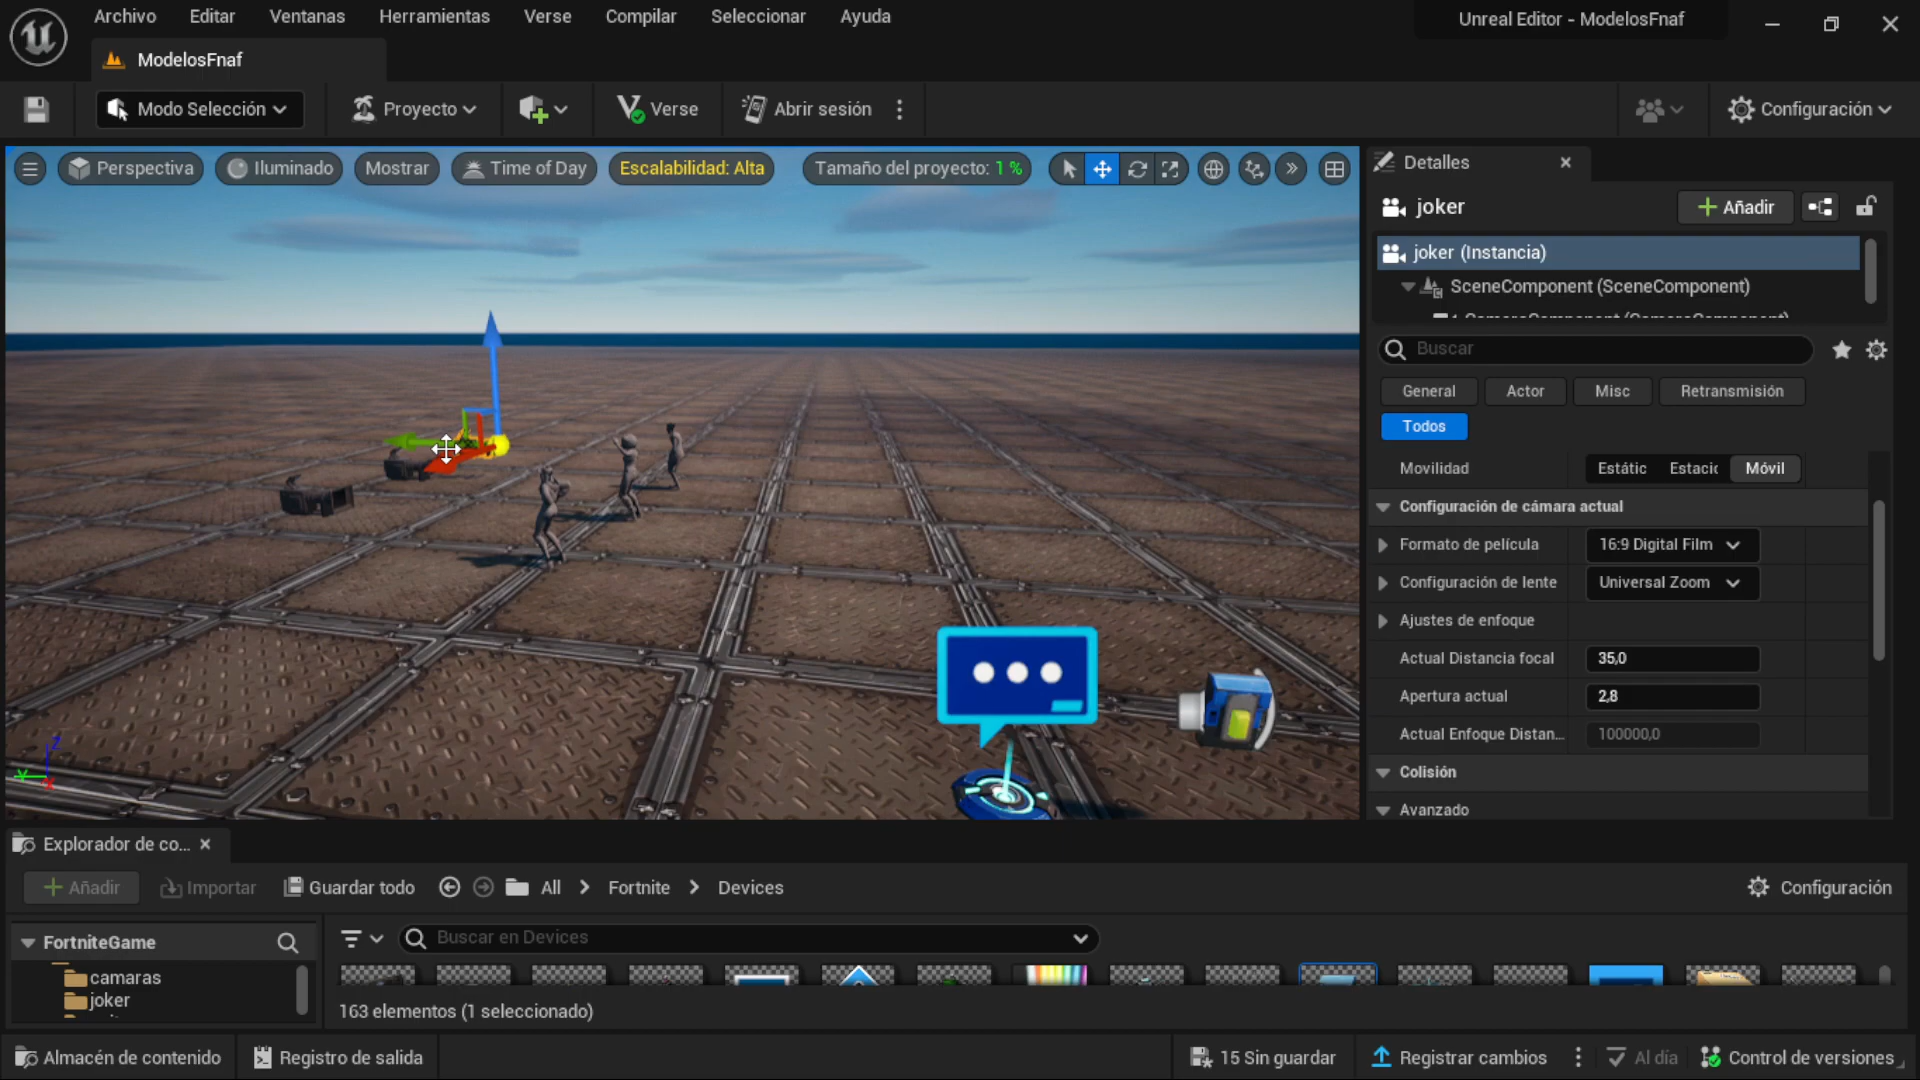 Archivo Editar Ventanas Herramientas Verse Compilar Seleccionar Ayuda
Unreal Editor - ModelosFnaf
ModelosFnaf
Modo Selección Proyecto Verse Abrir sesión Configuración
Perspectiva Iluminado Mostrar Time of Day Escalabilidad: Alta Tamaño del proyecto: 1 %
Detalles
joker
Añadir
joker (Instancia)
SceneComponent (SceneComponent)
Buscar
General Actor Misc Retransmisión
Todos
Movilidad Estátic Estacic Móvil
Configuración de cámara actual
Formato de película 16:9 Digital Film
Configuración de lente Universal Zoom
Ajustes de enfoque
Actual Distancia focal 35,0
Apertura actual 2,8
Actual Enfoque Distan... 100000,0
Colisión
Avanzado
Z
Y
X
Explorador de co...
Añadir Importar Guardar todo All Fortnite Devices Configuración
FortniteGame
Buscar en Devices
camaras
joker
163 elementos (1 seleccionado)
Almacén de contenido Registro de salida 15 Sin guardar Registrar cambios Al día Control de versiones